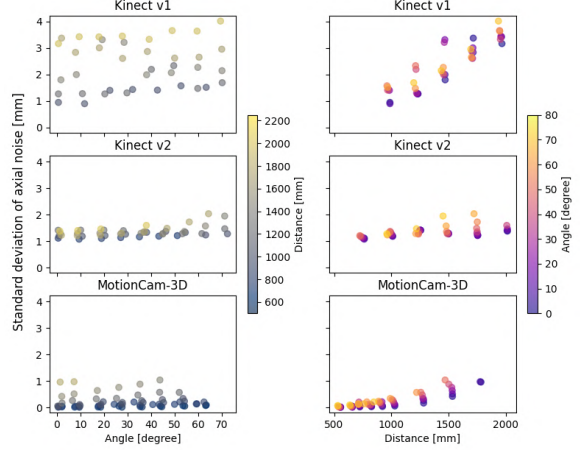 Kinect v1
Kinect v1
4
3
2
1
0
Kinect v2
Kinect v2
4
3
2
1
0
MotionCam-3D
MotionCam-3D
4
3
2
1
0
0 10 20 30 40 50 60 70
Angle [degree]
500 1000 1500 2000
Distance [mm]
Standard deviation of axial noise [mm]
2200
2000
1800
1600
1400
1200
1000
800
600
Distance [mm]
80
70
60
50
40
30
20
10
0
Angle [degree]